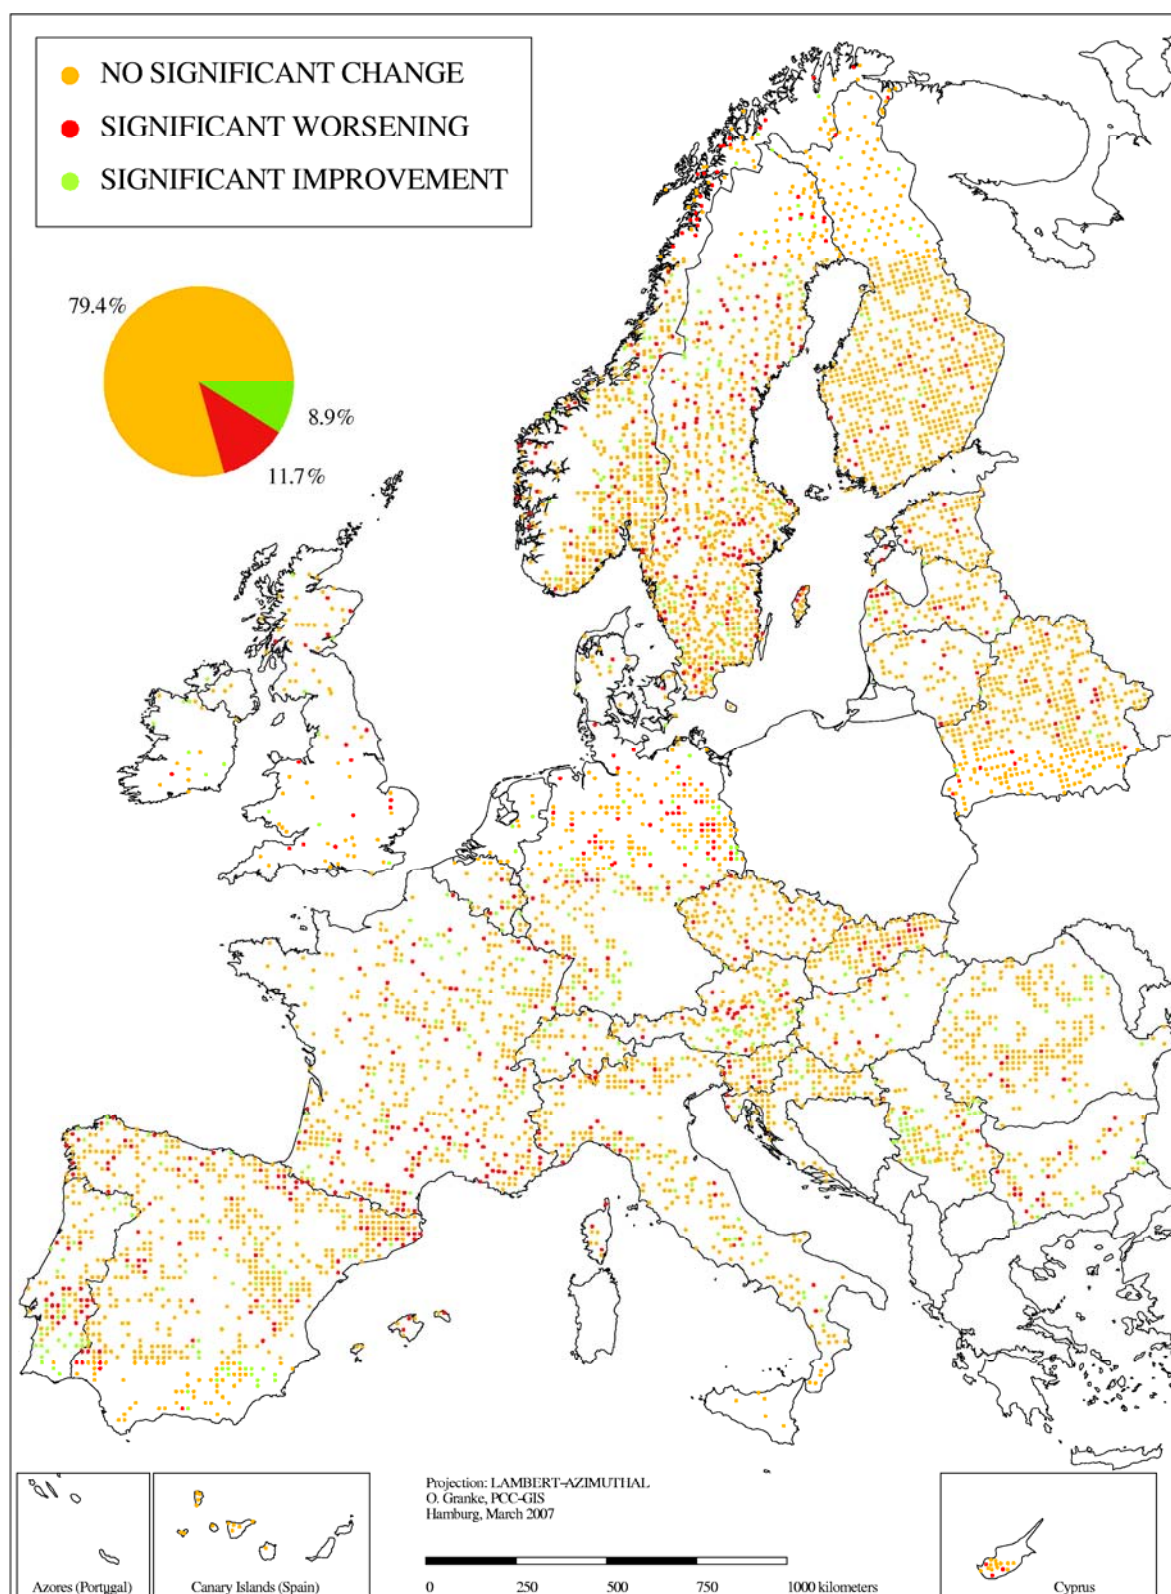 NO SIGNIFICANT CHANGE
SIGNIFICANT WORSENING
SIGNIFICANT IMPROVEMENT
79.4%
8.9%
11.7%
Projection: LAMBERT-AZIMUTHAL
O. Granke, PCC-GIS
Hamburg, March 2007
Azores (Portugal)
Canary Islands (Spain)
0 250 500 750 1000 kilometers
Cyprus